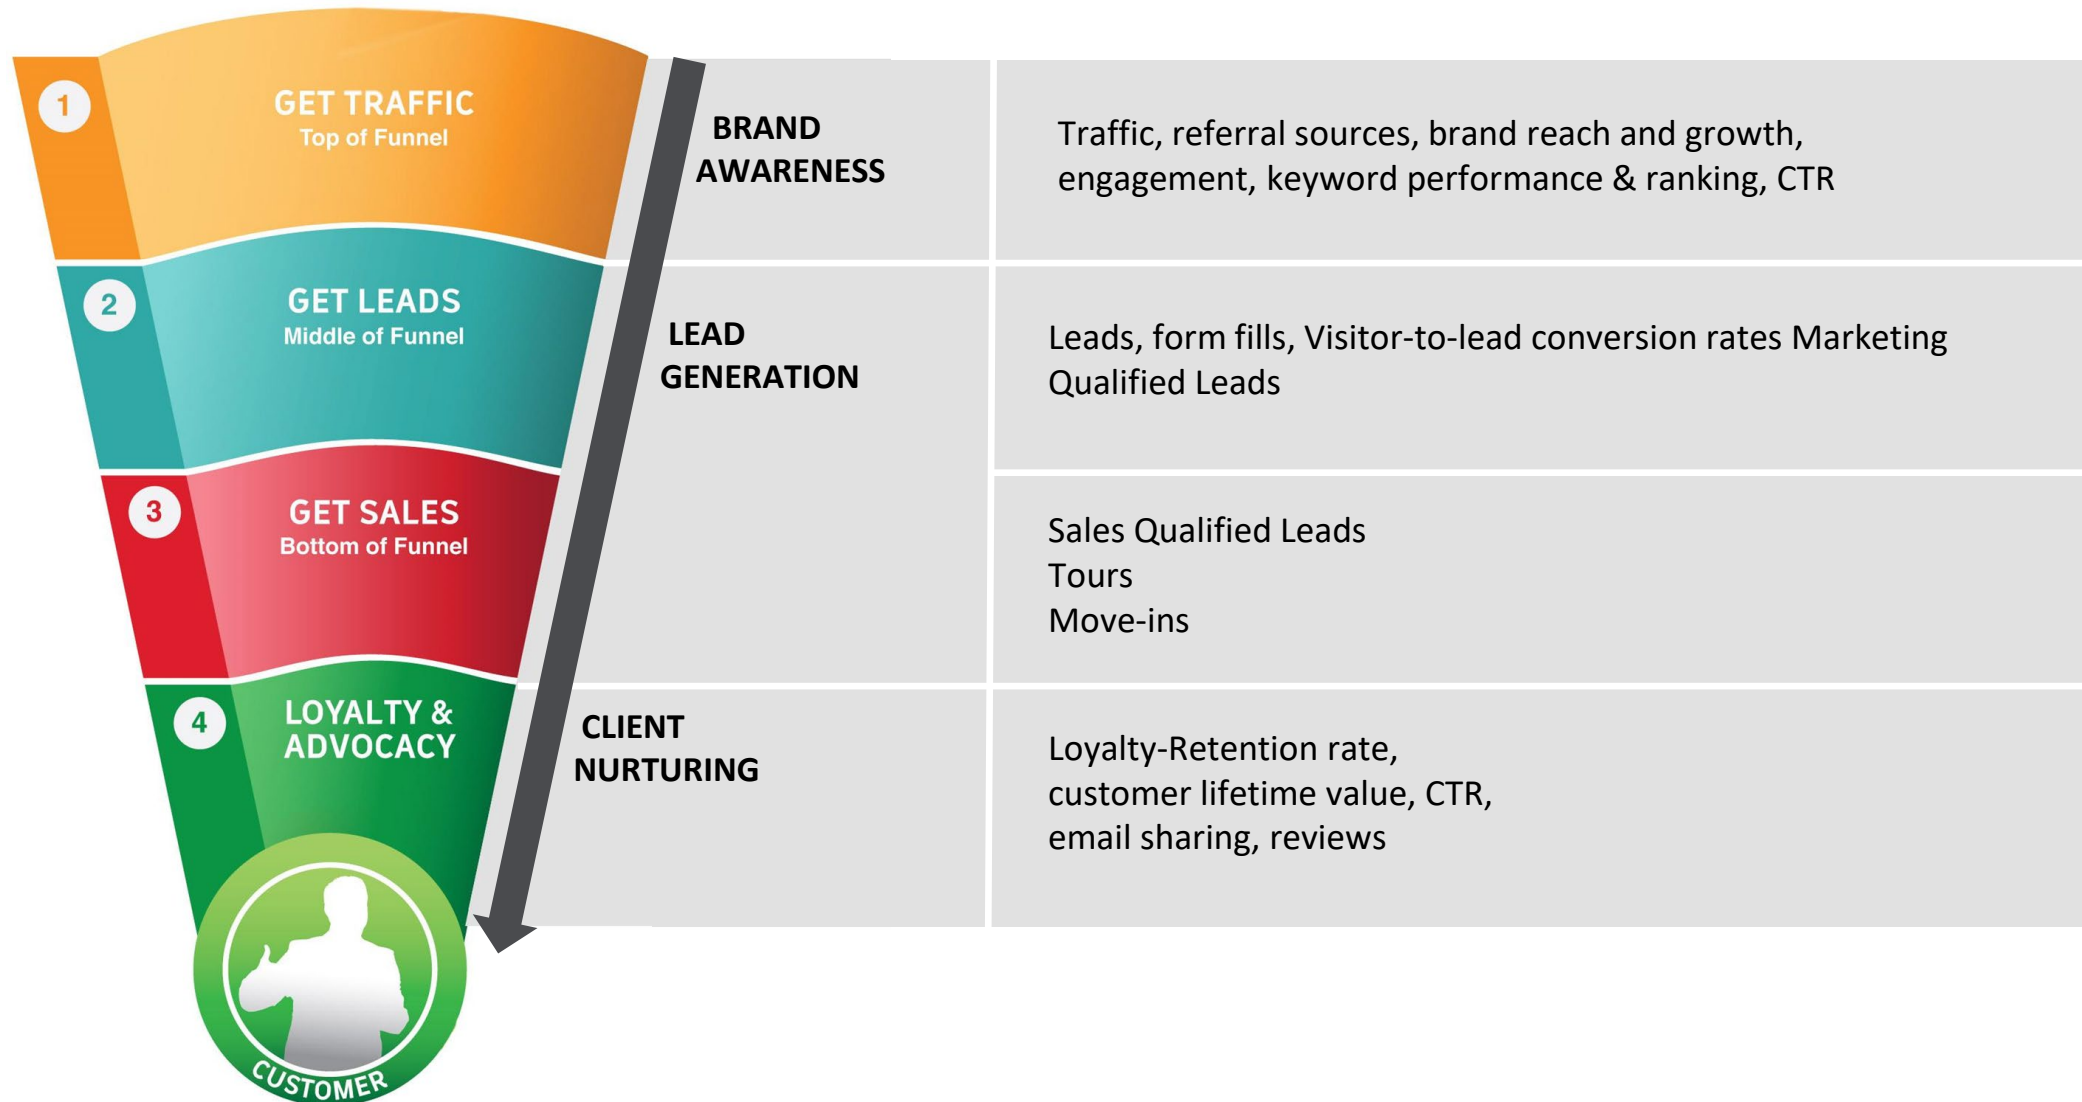 1
GET TRAFFIC
Top of Funnel
BRAND
AWARENESS
Traffic, referral sources, brand reach and growth,
engagement, keyword performance & ranking, CTR
2
GET LEADS
Middle of Funnel
LEAD
GENERATION
Leads, form fills, Visitor-to-lead conversion rates Marketing
Qualified Leads
3
GET SALES
Bottom of Funnel
Sales Qualified Leads
Tours
Move-ins
4
LOYALTY &
ADVOCACY
CLIENT
NURTURING
Loyalty-Retention rate,
customer lifetime value, CTR,
email sharing, reviews
CUSTOMER